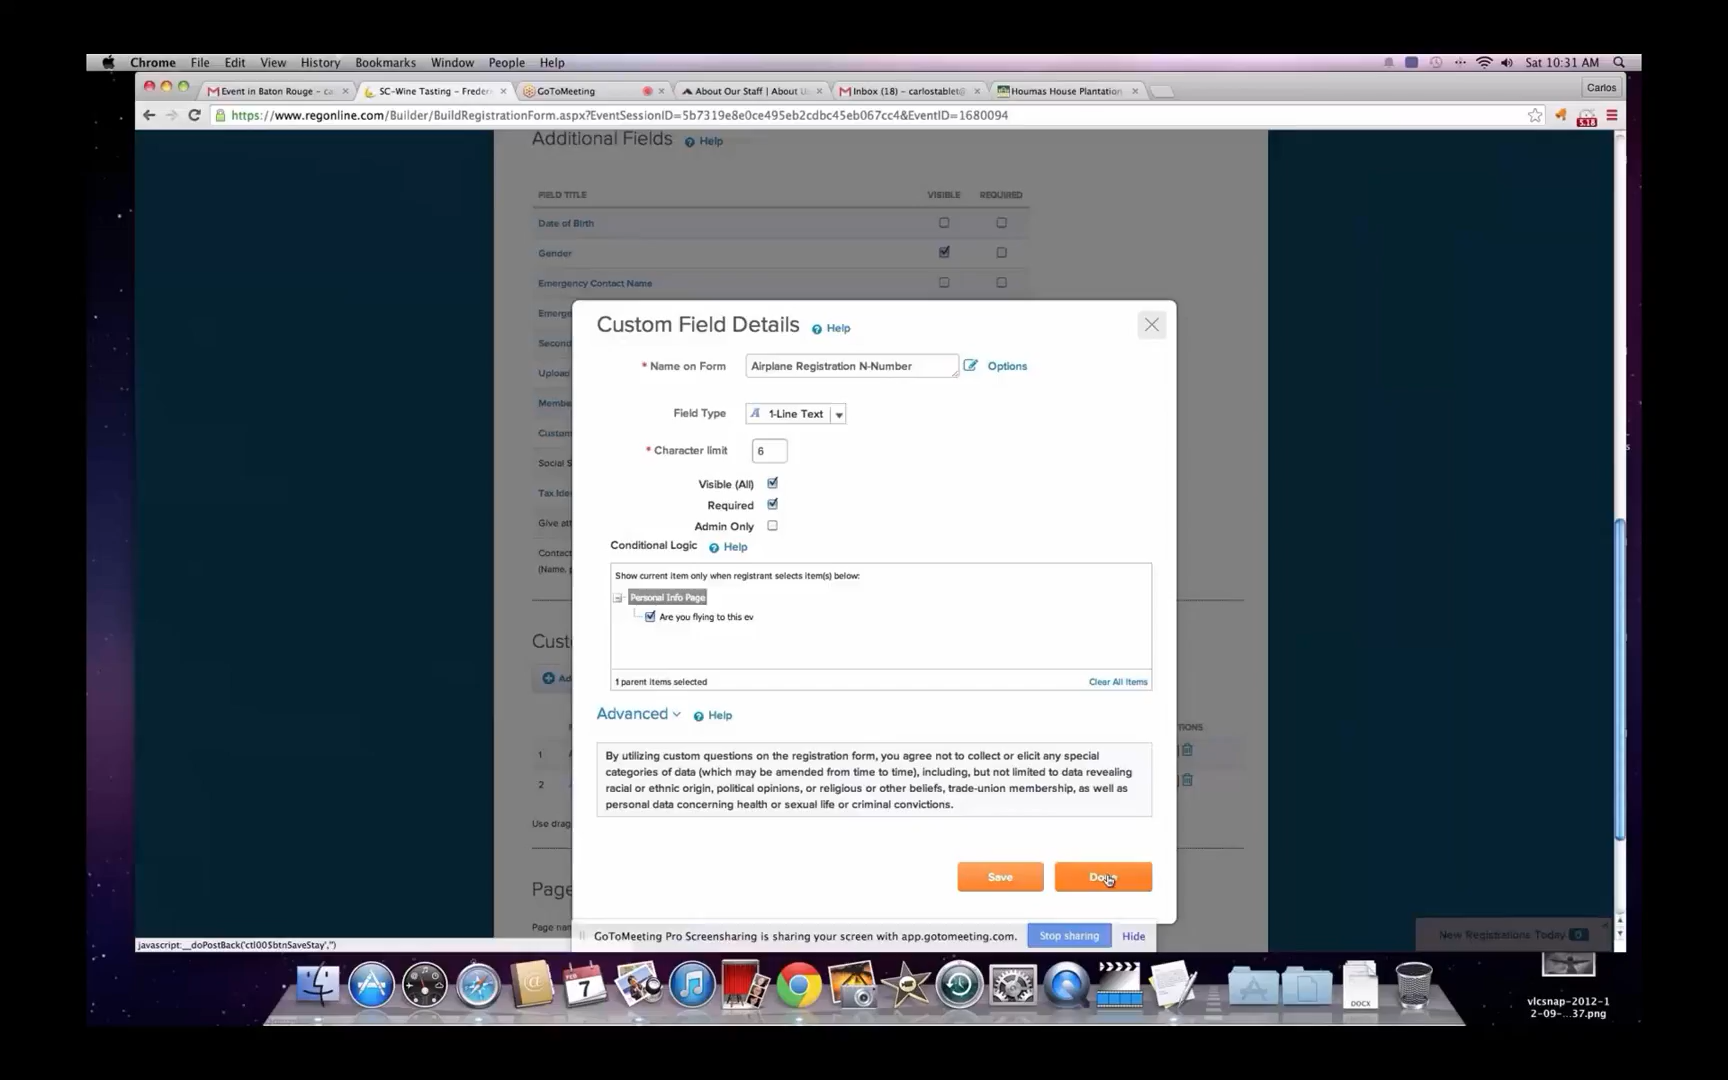 Chrome File Edit View History Bookmarks Window People Help Sat 10:31 AM
Event in Baton Rouge - ca SC-Wine Tasting - Freder GoToMeeting About Our Staff | About U Inbox (18) - carlostablet@ Houmas House Plantation Carlos
https://www.regonline.com/Builder/BuildRegistrationForm.aspx?EventSessionID=5b7319e8e0ce495eb2cdbc45eb067cc4&EventID=1680094
5.18
Additional Fields Help
FIELD TITLE VISIBLE REQUIRED
Date of Birth
Gender
Emergency Contact Name
Emerge
Second
Upload
Membe
Custom
Social S
Tax Ide
Give att
Contact
(Name, p
Custo
Ad
TIONS
1
2
Use drag
Page
Page nam
Custom Field Details Help
* Name on Form Airplane Registration N-Number Options
Field Type A 1-Line Text
* Character limit 6
Visible (All)
Required
Admin Only
Conditional Logic Help
Show current item only when registrant selects item(s) below:
Personal Info Page
Are you flying to this ev
1 parent items selected Clear All Items
Advanced Help
By utilizing custom questions on the registration form, you agree not to collect or elicit any special
categories of data (which may be amended from time to time), including, but not limited to data revealing
racial or ethnic origin, political opinions, or religious or other beliefs, trade-union membership, as well as
personal data concerning health or sexual life or criminal convictions.
Save Done
GoToMeeting Pro Screensharing is sharing your screen with app.gotomeeting.com. Stop sharing Hide
New Registrations Today 0
javascript:__doPostBack('ctl00$btnSaveStay','')
FEB
7
DOCX
vlcsnap-2012-1
2-09-...37.png